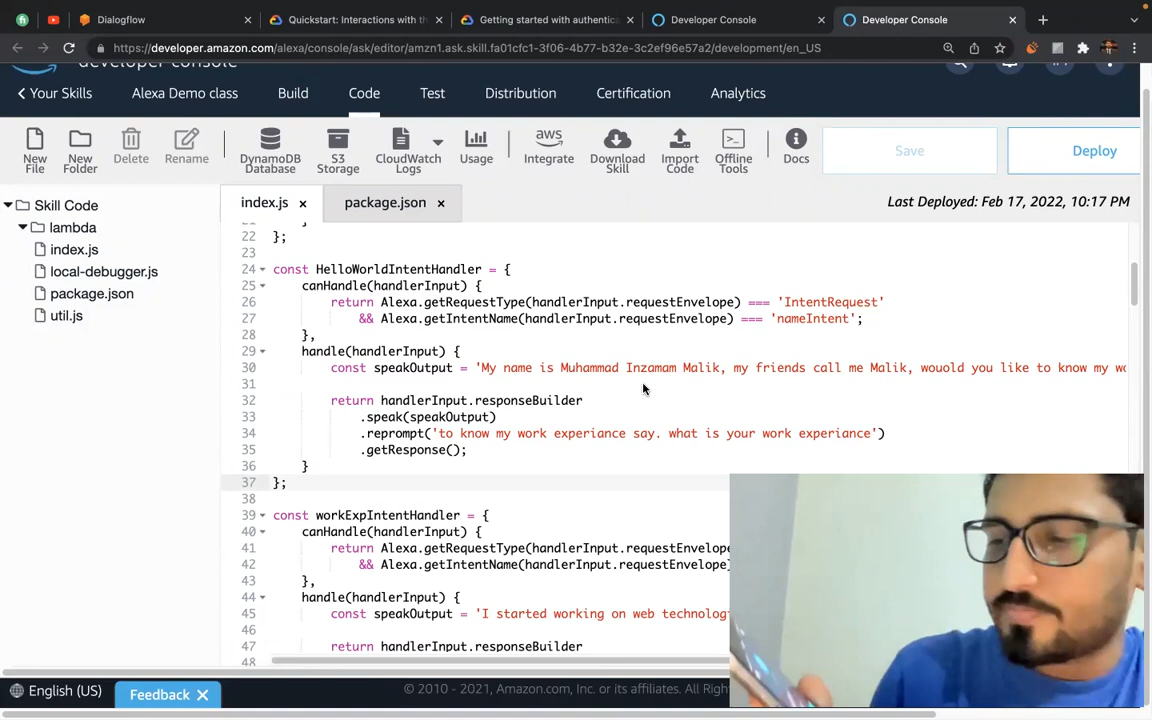 Dialogflow
Quickstart: Interactions with th
Getting started with authentica
Developer Console
Developer Console
https://developer.amazon.com/alexa/console/ask/editor/amzn1.ask.skill.fa01cfc1-3f06-4b77-b32e-3c2ef96e57a2/development/en_US
developer console
Your Skills
Alexa Demo class
Build
Code
Test
Distribution
Certification
Analytics
New File
New Folder
Delete
Rename
DynamoDB Database
S3 Storage
CloudWatch Logs
Usage
aws Integrate
Download Skill
Import Code
Offline Tools
Docs
Save
Deploy
Skill Code
lambda
index.js
local-debugger.js
package.json
util.js
index.js
package.json
Last Deployed: Feb 17, 2022, 10:17 PM
21 }
22 };
23
24 const HelloWorldIntentHandler = {
25 canHandle(handlerInput) {
26 return Alexa.getRequestType(handlerInput.requestEnvelope) === 'IntentRequest'
27 && Alexa.getIntentName(handlerInput.requestEnvelope) === 'nameIntent';
28 },
29 handle(handlerInput) {
30 const speakOutput = 'My name is Muhammad Inzamam Malik, my friends call me Malik, wouold you like to know my wo
31
32 return handlerInput.responseBuilder
33 .speak(speakOutput)
34 .reprompt('to know my work experiance say. what is your work experiance')
35 .getResponse();
36 }
37 };
38
39 const workExpIntentHandler = {
40 canHandle(handlerInput) {
41 return Alexa.getRequestType(handlerInput.requestEnvelope
42 && Alexa.getIntentName(handlerInput.requestEnvelope
43 },
44 handle(handlerInput) {
45 const speakOutput = 'I started working on web technolog
46
47 return handlerInput.responseBuilder
48
English (US)
Feedback
© 2010 - 2021, Amazon.com, Inc. or its affiliates. All Righ